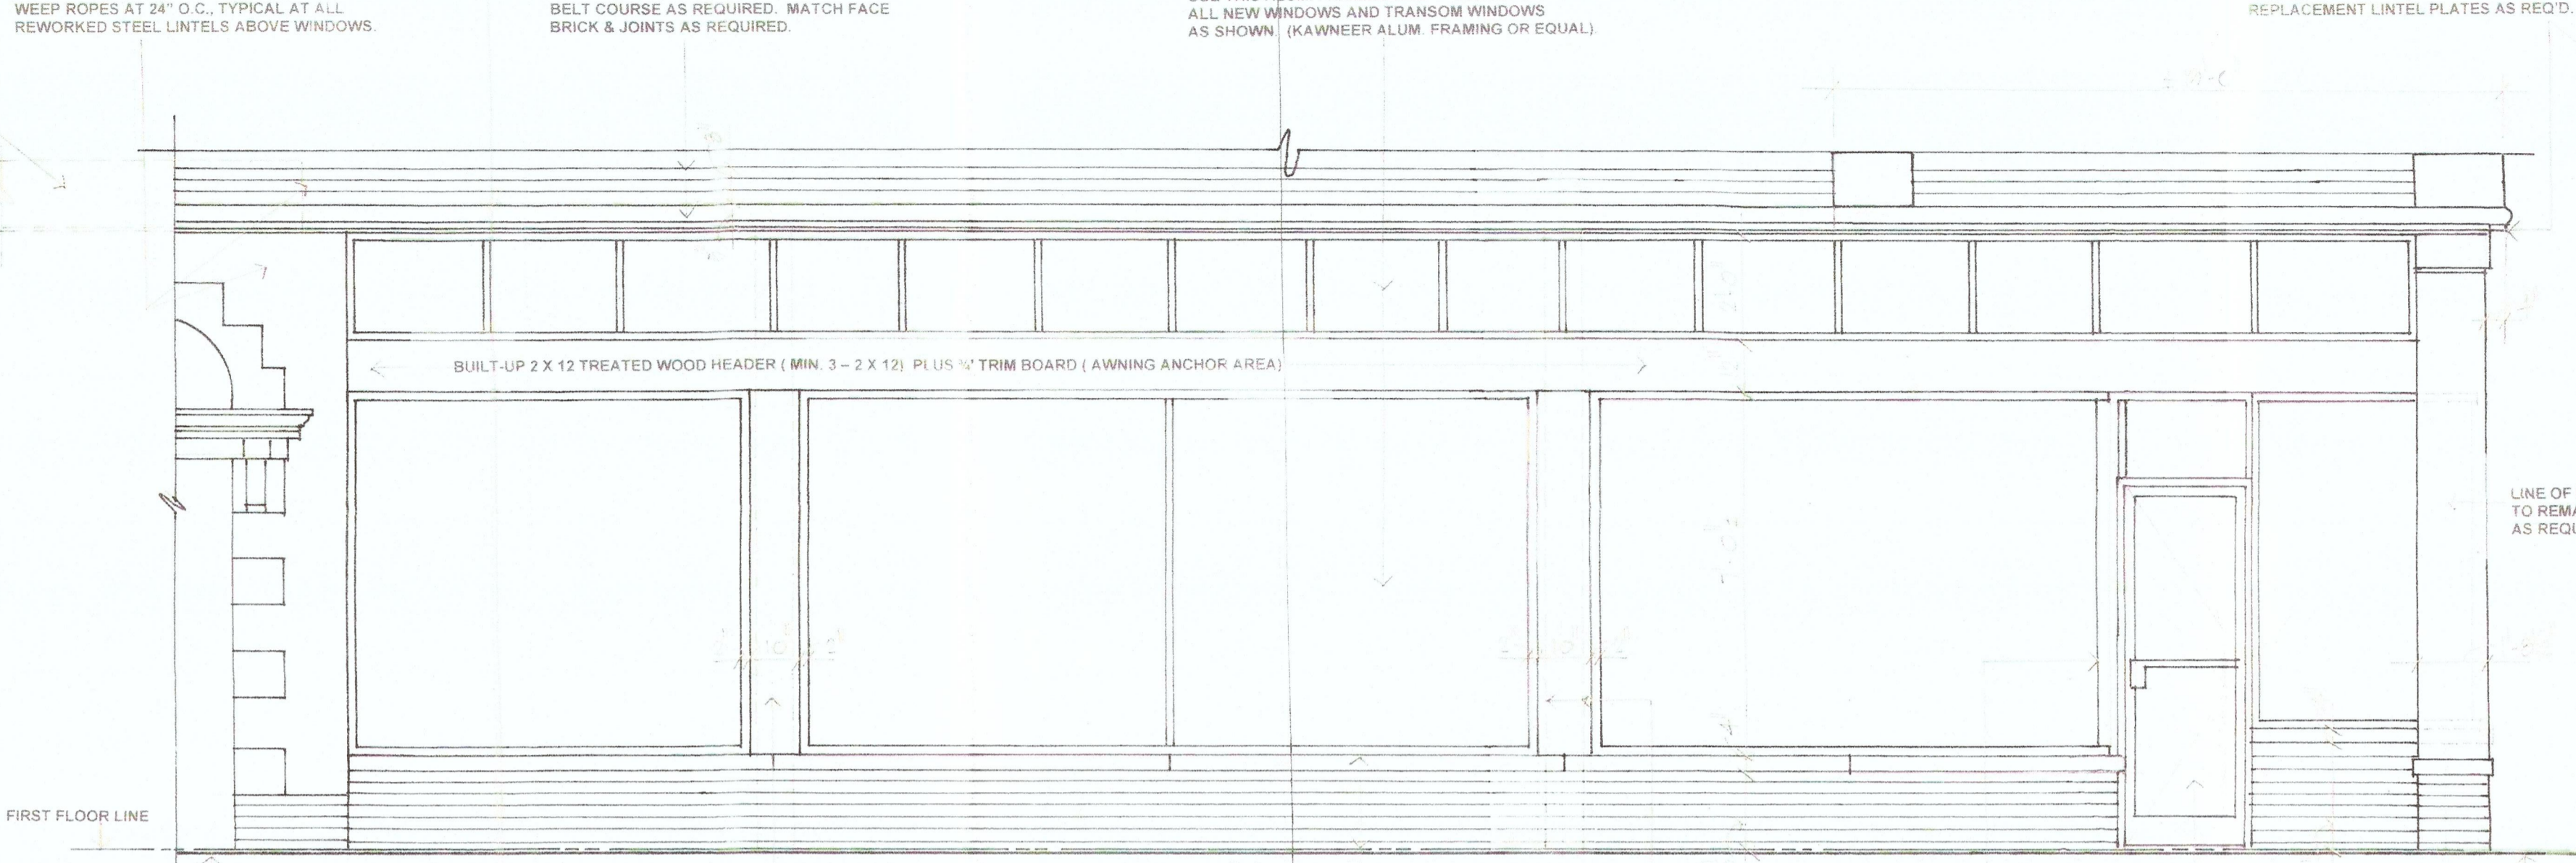 WEEP ROPES AT 24" O.C., TYPICAL AT ALL
REWORKED STEEL LINTELS ABOVE WINDOWS.
BELT COURSE AS REQUIRED. MATCH FACE
BRICK & JOINTS AS REQUIRED.
ALL NEW WINDOWS AND TRANSOM WINDOWS
AS SHOWN. (KAWNEER ALUM. FRAMING OR EQUAL)
REPLACEMENT LINTEL PLATES AS REQ'D.
BUILT-UP 2 X 12 TREATED WOOD HEADER ( MIN. 3 – 2 X 12) PLUS ¾" TRIM BOARD ( AWNING ANCHOR AREA)
LINE OF
TO REMA
AS REQU
FIRST FLOOR LINE